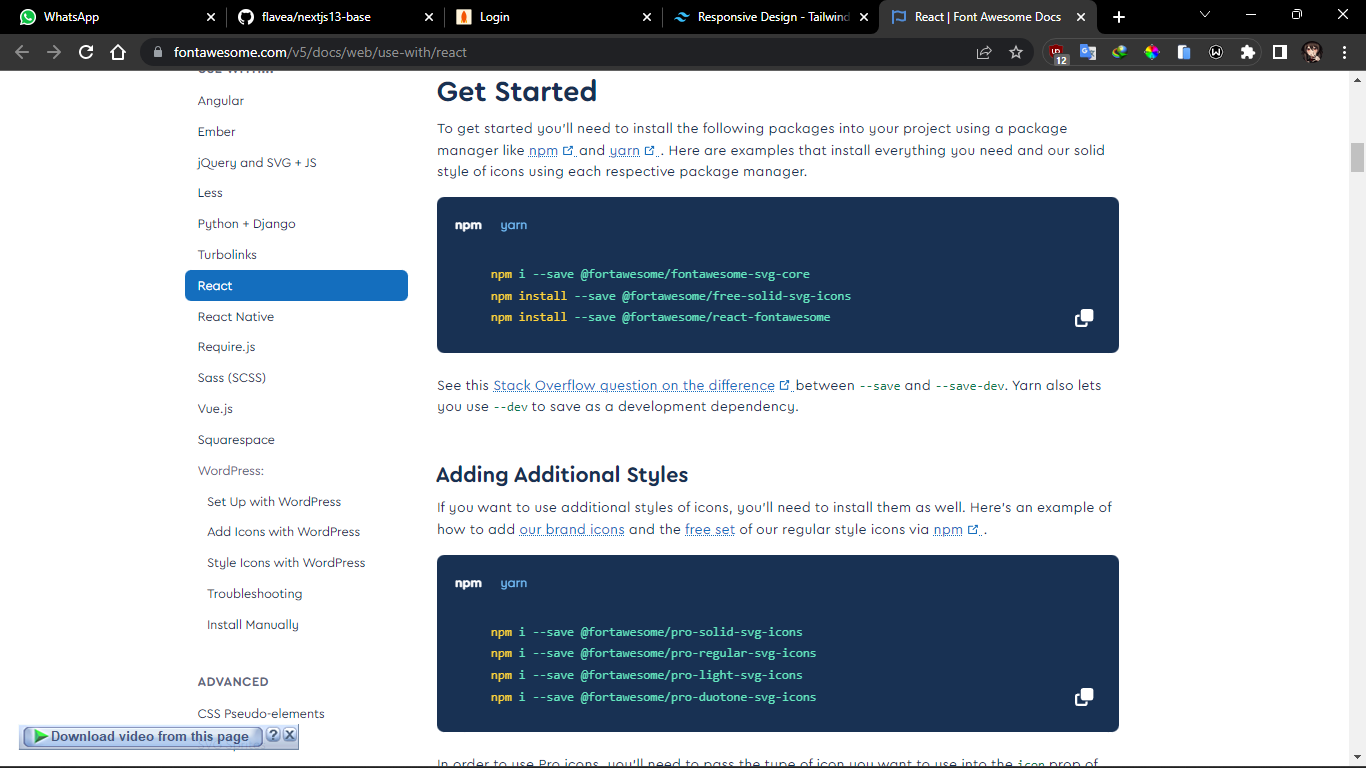 WhatsApp
flavea/nextjs13-base
Login
Responsive Design - Tailwind
React | Font Awesome Docs
fontawesome.com/v5/docs/web/use-with/react
12
USE WITH...
Angular
Ember
jQuery and SVG + JS
Less
Python + Django
Turbolinks
React
React Native
Require.js
Sass (SCSS)
Vue.js
Squarespace
WordPress:
Set Up with WordPress
Add Icons with WordPress
Style Icons with WordPress
Troubleshooting
Install Manually
ADVANCED
CSS Pseudo-elements
Download video from this page ? X
Get Started
To get started you'll need to install the following packages into your project using a package
manager like npm and yarn. Here are examples that install everything you need and our solid
style of icons using each respective package manager.
npm yarn
npm i --save @fortawesome/fontawesome-svg-core
npm install --save @fortawesome/free-solid-svg-icons
npm install --save @fortawesome/react-fontawesome
See this Stack Overflow question on the difference between --save and --save-dev. Yarn also lets
you use --dev to save as a development dependency.
Adding Additional Styles
If you want to use additional styles of icons, you'll need to install them as well. Here's an example of
how to add our brand icons and the free set of our regular style icons via npm.
npm yarn
npm i --save @fortawesome/pro-solid-svg-icons
npm i --save @fortawesome/pro-regular-svg-icons
npm i --save @fortawesome/pro-light-svg-icons
npm i --save @fortawesome/pro-duotone-svg-icons
In order to use Pro icons, you'll need to pass the type of icon you want to use into the icon prop of